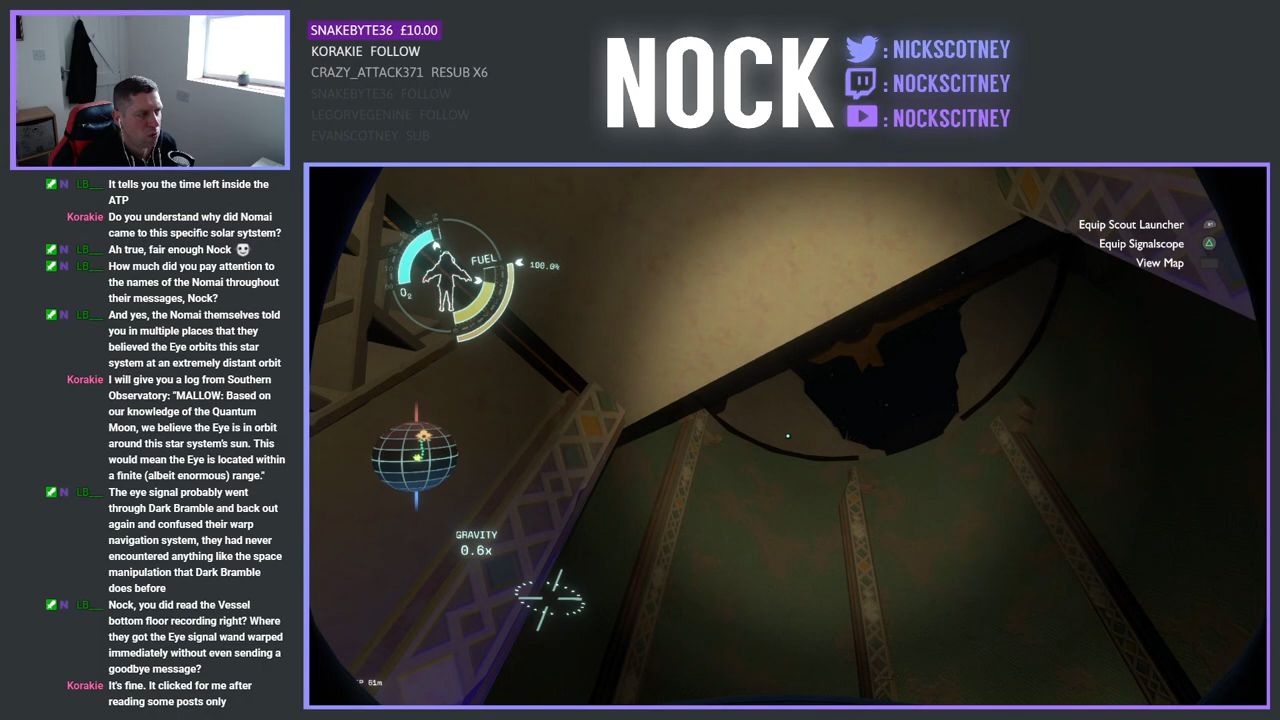 SNAKEBYTE36 £10.00
KORAKIE FOLLOW
CRAZY_ATTACK371 RESUB X6
SNAKEBYTE36 FOLLOW
LEGDRVEGENINE FOLLOW
EVANSCOTNEY SUB
NOCK
: NICKSCOTNEY
: NOCKSCITNEY
: NOCKSCITNEY
N LB__ It tells you the time left inside the
ATP
Korakie Do you understand why did Nomai
came to this specific solar sytstem?
N LB__ Ah true, fair enough Nock
N LB__ How much did you pay attention to
the names of the Nomai throughout
their messages, Nock?
N LB__ And yes, the Nomai themselves told
you in multiple places that they
believed the Eye orbits this star
system at an extremely distant orbit
Korakie I will give you a log from Southern
Observatory: "MALLOW: Based on
our knowledge of the Quantum
Moon, we believe the Eye is in orbit
around this star system's sun. This
would mean the Eye is located within
a finite (albeit enormous) range."
N LB__ The eye signal probably went
through Dark Bramble and back out
again and confused their warp
navigation system, they had never
encountered anything like the space
manipulation that Dark Bramble
does before
N LB__ Nock, you did read the Vessel
bottom floor recording right? Where
they got the Eye signal wand warped
immediately without even sending a
goodbye message?
Korakie It's fine. It clicked for me after
reading some posts only
FUEL
100.0%
O2
GRAVITY
0.6x
61m
Equip Scout Launcher
Equip Signalscope
View Map